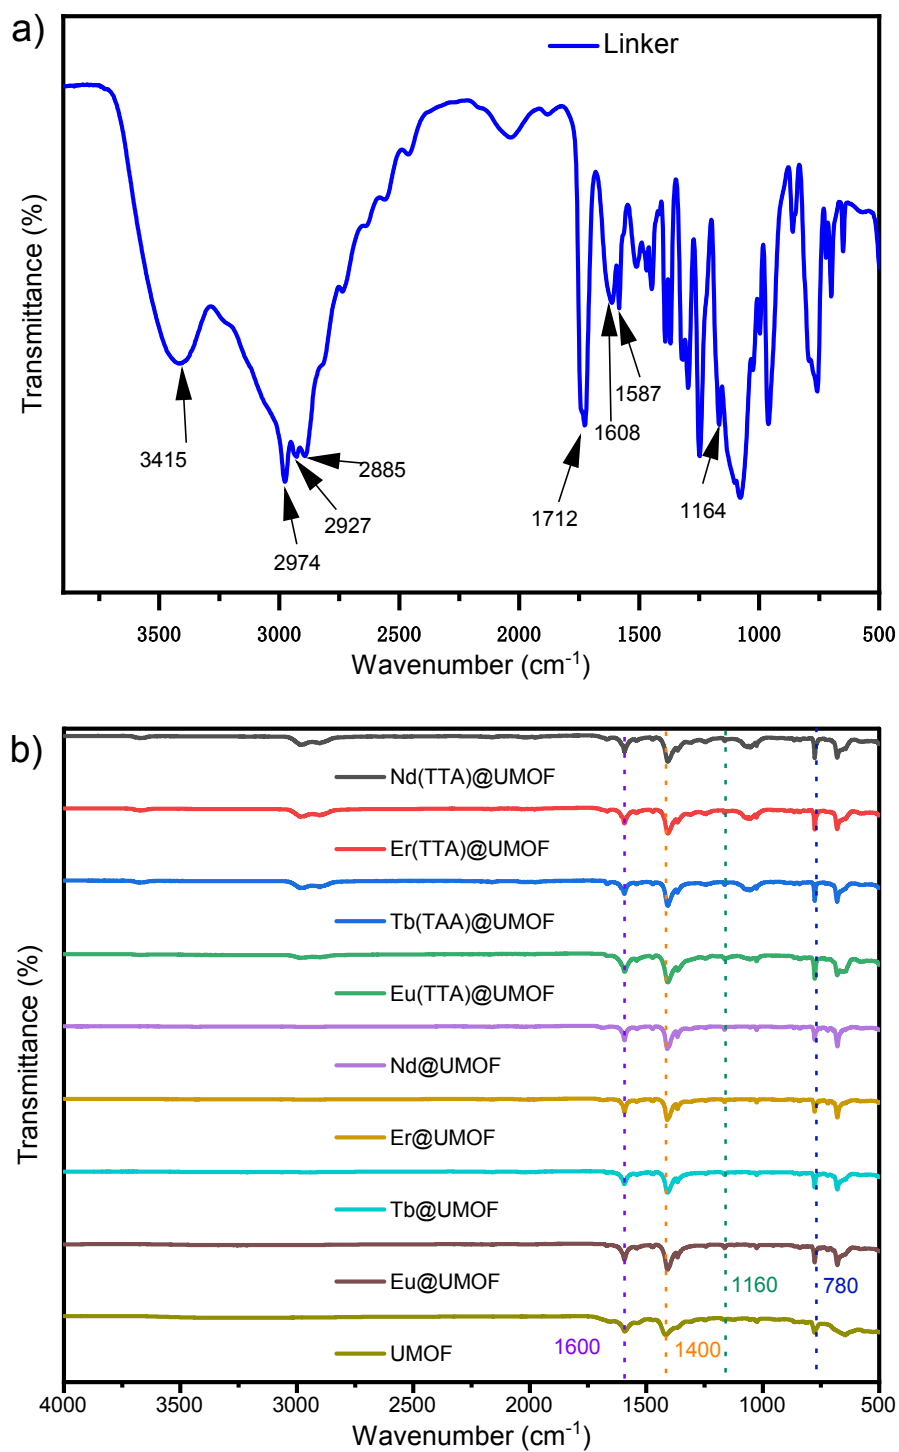 a)
Linker
Transmittance (%)
3415
2974
2927
2885
1712
1608
1587
1164
3500 3000 2500 2000 1500 1000 500
Wavenumber (cm-1)
b)
Nd(TTA)@UMOF
Er(TTA)@UMOF
Tb(TAA)@UMOF
Eu(TTA)@UMOF
Nd@UMOF
Er@UMOF
Tb@UMOF
Eu@UMOF
UMOF
Transmittance (%)
1600
1400
1160
780
4000 3500 3000 2500 2000 1500 1000 500
Wavenumber (cm-1)